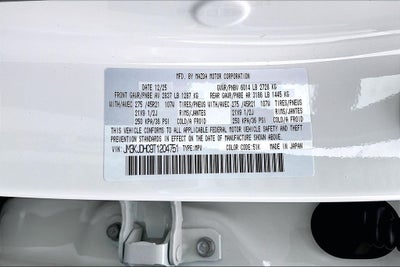 MFD. BY MAZDA MOTOR CORPORATION
12/25 GVWR/PNBV 6014 LB 2728 KG
FRONT GAWR/PNBE AV 2837 LB 1287 KG REAR GAWR/PNBE AR 3186 LB 1445 KG
WITH/AVEC 275 /45R21 107W TIRES/PNEUS WITH/AVEC 275 /45R21 107W TIRES/PNEUS
21X9 1/2J RIMS/JANTES 21X9 1/2J RIMS/JANTES
250 KPA/36 PSI COLD/A FROID 250 KPA/36 PSI COLD/A FROID
THIS VEHICLE CONFORMS TO ALL APPLICABLE FEDERAL MOTOR VEHICLE SAFETY AND THEFT
PREVENTION STANDARDS IN EFFECT ON THE DATE OF MANUFACTURE SHOWN ABOVE.
VIN: TYPE:MPV COLOR CODE: 51K MADE IN JAPAN